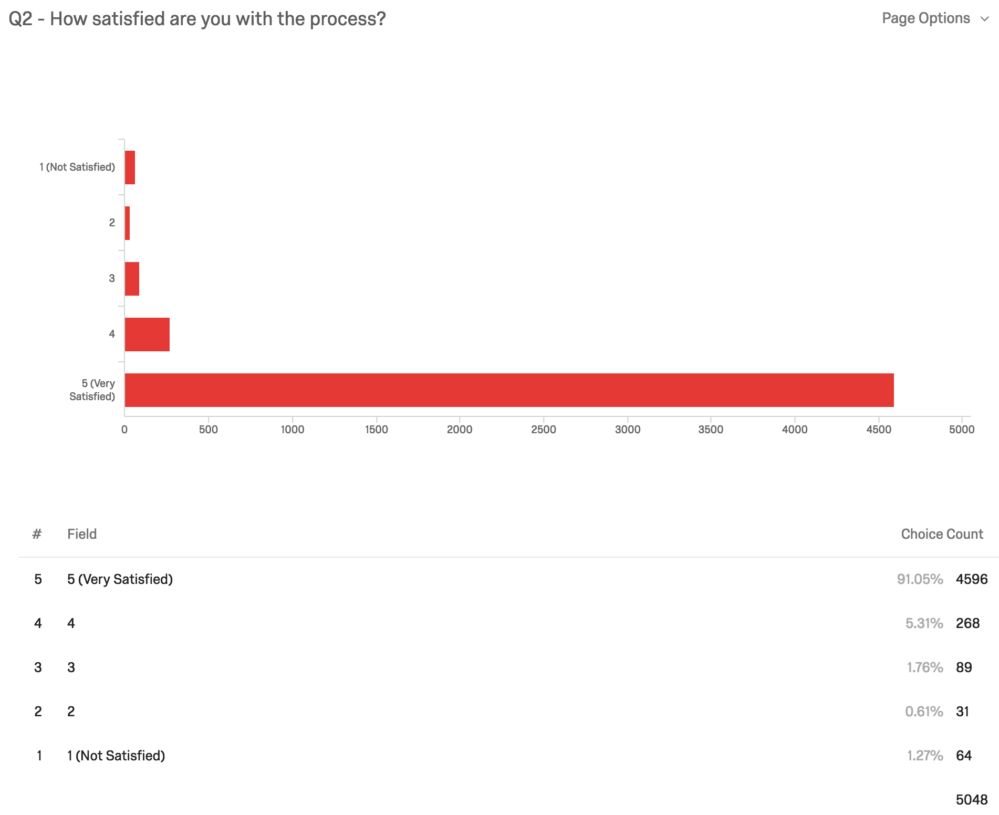 Q2 - How satisfied are you with the process?
Page Options
1 (Not Satisfied)
2
3
4
5 (Very
Satisfied)
0 500 1000 1500 2000 2500 3000 3500 4000 4500 5000
# Field Choice Count
5 5 (Very Satisfied) 91.05% 4596
4 4 5.31% 268
3 3 1.76% 89
2 2 0.61% 31
1 1 (Not Satisfied) 1.27% 64
5048